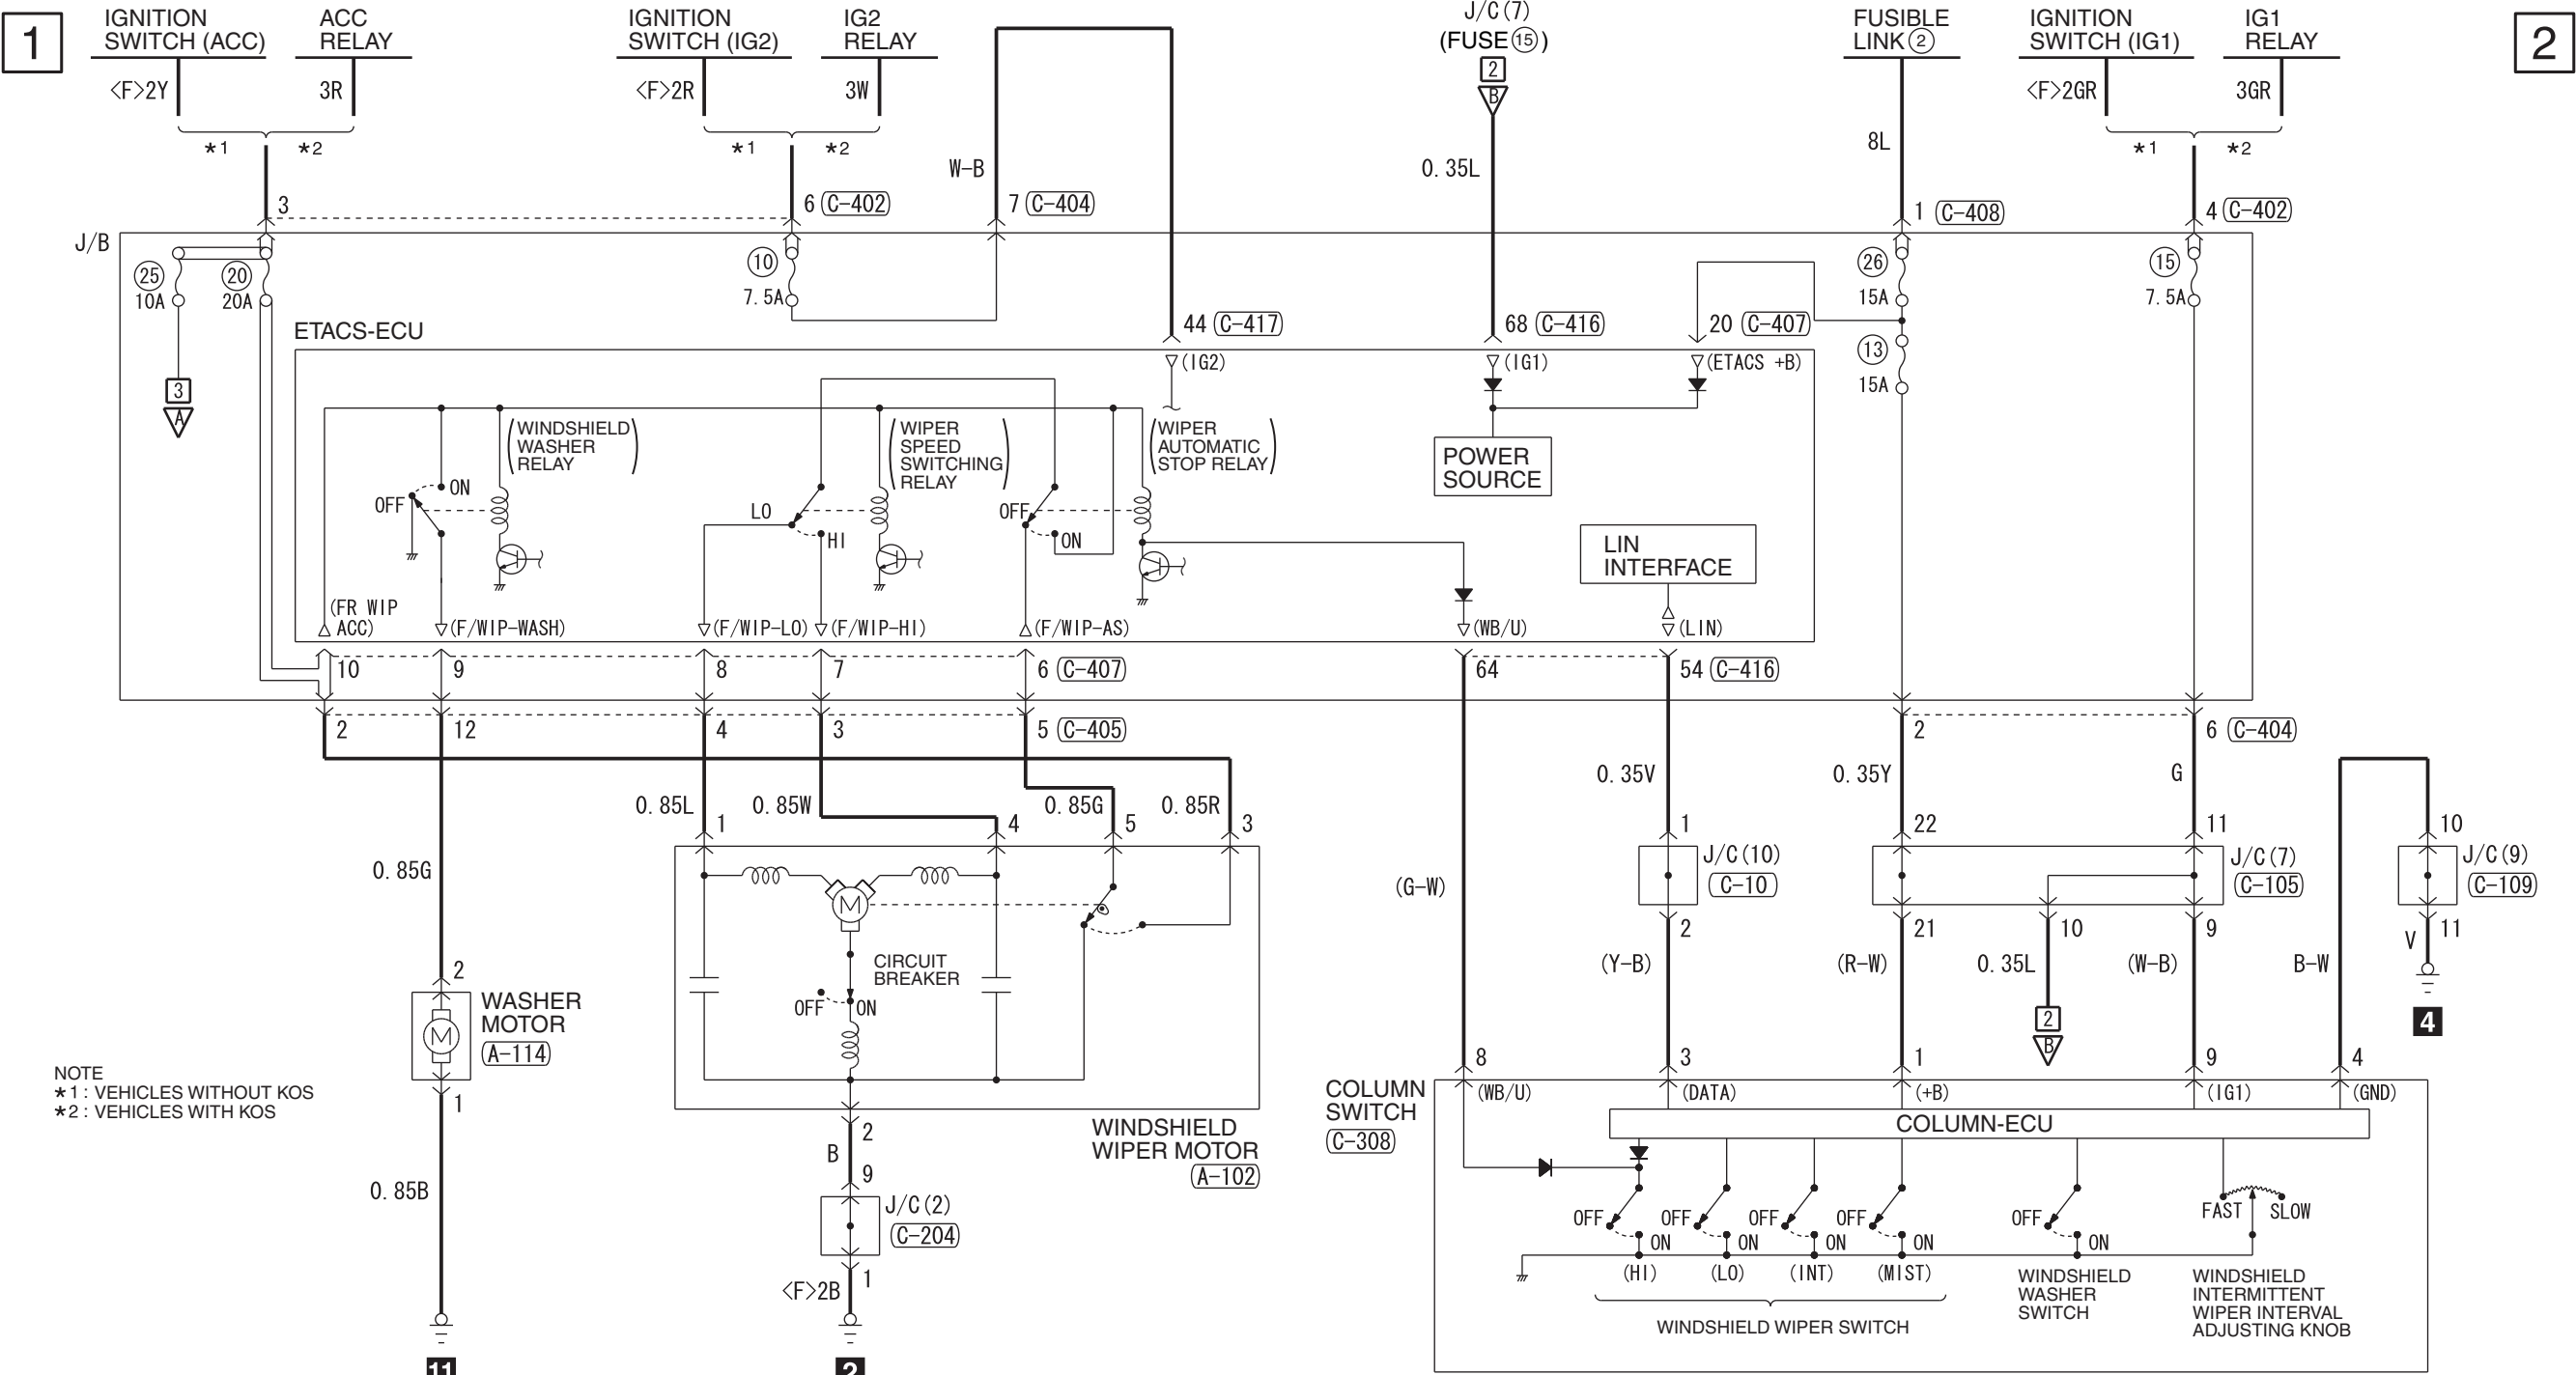 1
IGNITION
SWITCH (ACC)
ACC
RELAY
IGNITION
SWITCH (IG2)
IG2
RELAY
J/C(7)
(FUSE⑮)
FUSIBLE
LINK②
IGNITION
SWITCH (IG1)
IG1
RELAY
2
<F>2Y
3R
<F>2R
3W
2
B
<F>2GR
3GR
*1
*2
*1
*2
W-B
0.35L
8L
*1
*2
3
6 (C-402)
7 (C-404)
1 (C-408)
4 (C-402)
J/B
25
10A
20
20A
10
7.5A
26
15A
15
7.5A
ETACS-ECU
44 (C-417)
68 (C-416)
20 (C-407)
13
15A
(IG2)
(IG1)
(ETACS +B)
3
A
(WINDSHIELD
WASHER
RELAY)
(WIPER
SPEED
SWITCHING
RELAY)
(WIPER
AUTOMATIC
STOP RELAY)
POWER
SOURCE
OFF
ON
LO
HI
OFF
ON
LIN
INTERFACE
(FR WIP
ACC)
(F/WIP-WASH)
(F/WIP-LO)
(F/WIP-HI)
(F/WIP-AS)
(WB/U)
(LIN)
10
9
8
7
6 (C-407)
64
54 (C-416)
2
12
4
3
5 (C-405)
2
6 (C-404)
0.35V
0.35Y
G
0.85L
0.85W
0.85G
0.85R
1
4
5
3
1
22
11
10
0.85G
(G-W)
J/C(10)
(C-10)
J/C(7)
(C-105)
J/C(9)
(C-109)
M
2
21
10
9
11
V
CIRCUIT
BREAKER
OFF
ON
(Y-B)
(R-W)
0.35L
(W-B)
B-W
2
WASHER
MOTOR
(A-114)
M
2
B
4
NOTE
*1 : VEHICLES WITHOUT KOS
*2 : VEHICLES WITH KOS
1
8
3
1
9
4
COLUMN
SWITCH
(C-308)
(WB/U)
(DATA)
(+B)
(IG1)
(GND)
COLUMN-ECU
WINDSHIELD
WIPER MOTOR
(A-102)
2
B
9
0.85B
J/C(2)
(C-204)
1
<F>2B
OFF
ON
OFF
ON
OFF
ON
OFF
ON
OFF
ON
FAST
SLOW
(HI)
(LO)
(INT)
(MIST)
WINDSHIELD
WASHER
SWITCH
WINDSHIELD
INTERMITTENT
WIPER INTERVAL
ADJUSTING KNOB
WINDSHIELD WIPER SWITCH
11
2